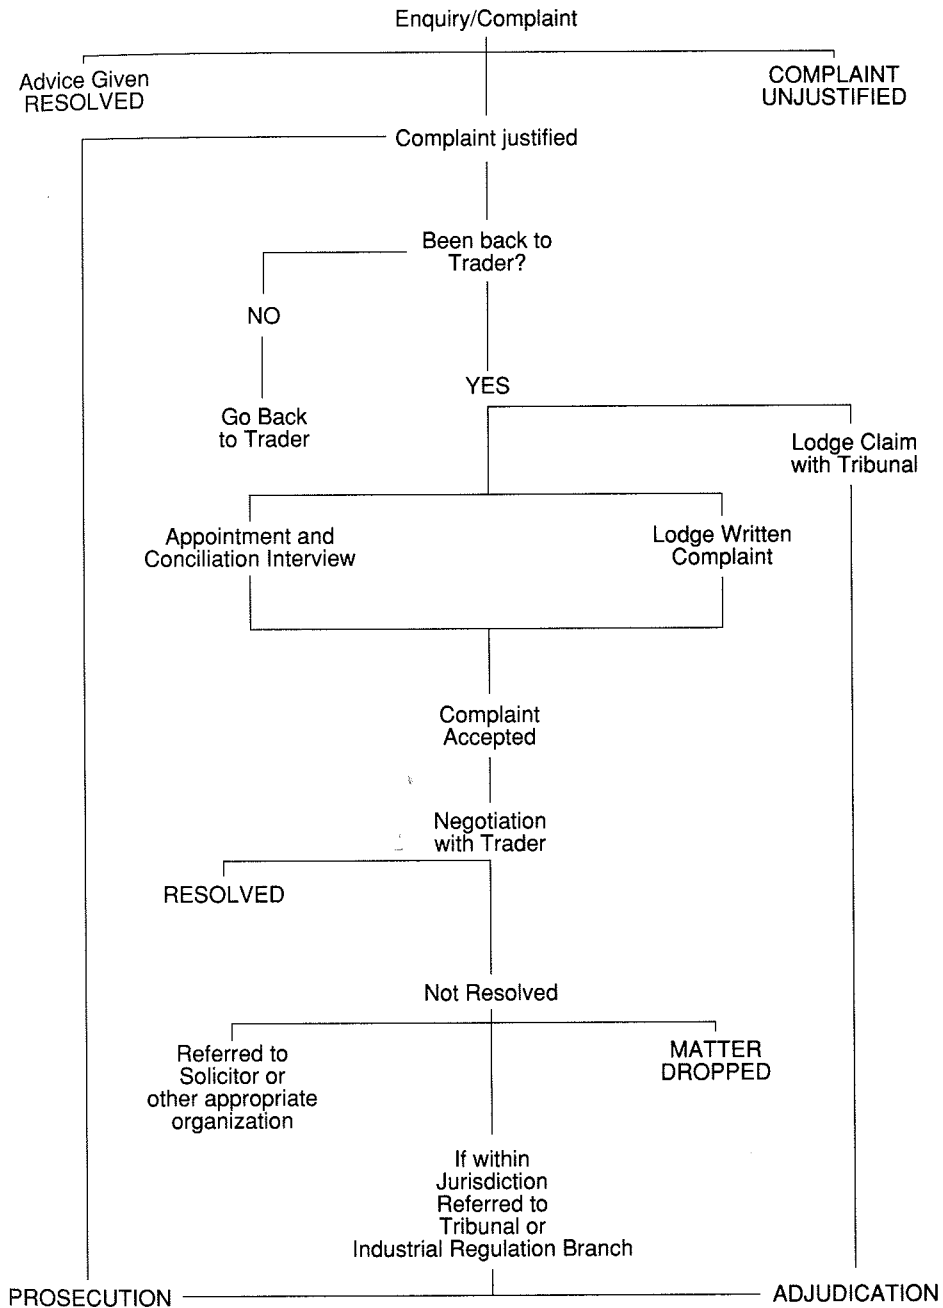 Enquiry/Complaint
Advice Given
RESOLVED
COMPLAINT
UNJUSTIFIED
Complaint justified
Been back to
Trader?
NO
YES
Go Back
to Trader
Lodge Claim
with Tribunal
Appointment and
Conciliation Interview
Lodge Written
Complaint
Complaint
Accepted
Negotiation
with Trader
RESOLVED
Not Resolved
Referred to
Solicitor or
other appropriate
organization
MATTER
DROPPED
If within
Jurisdiction
Referred to
Tribunal or
Industrial Regulation Branch
PROSECUTION
ADJUDICATION